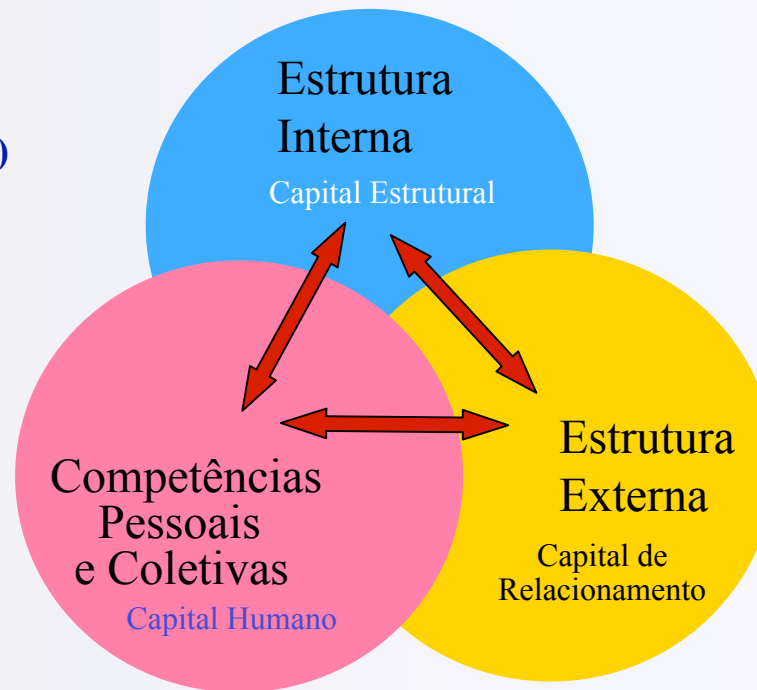 )
Estrutura
Interna
Capital Estrutural
Competências
Pessoais
e Coletivas
Capital Humano
Estrutura
Externa
Capital de
Relacionamento